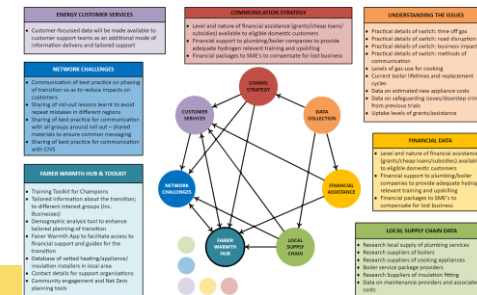 ENERGY CUSTOMER SERVICES
• Customer-focused data will be made available to
customer support teams as an additional mode of
information delivery and tailored support
COMMUNICATION STRATEGY
• Level and nature of financial assistance (grants/cheap loans/
subsidies) available to eligible domestic customers
• Financial support to plumbing/boiler companies to provide
adequate hydrogen relevant training and upskilling
• Financial packages to SME's to compensate for lost business
UNDERSTANDING THE ISSUES
• Practical details of switch: time off gas
• Practical details of switch: road disruption
• Practical details of switch: business impact
• Practical details of switch: methods of
communication
• Levels of gas-use for cooking
• Current boiler lifetimes and replacement
cycles
• Data on estimated new appliance costs
• Data on safeguarding issues/doorstep crime
from previous trials
• Uptake levels of grants/assistance
NETWORK CHALLENGES
• Communication of best practice on phasing
of transition so as to reduce impacts on
customers
• Sharing of roll-out lessons learnt to avoid
repeat mistakes in different regions
• Sharing of best practice for communication
with all groups around roll out – shared
materials to ensure common messaging
• Sharing of best practice for communication
with CIVS
FAIRER WARMTH HUB & TOOLKIT
• Training Toolkit for Champions
• Tailored information about the transition;
to different interest groups (inc.
Businesses)
• Demographic analysis tool to enhance
tailored planning of transition
• Fairer Warmth App to facilitate access to
financial support and guides for the
transition
• Database of vetted heating/appliance/
insulation installers in local area
• Contact details for support organisations
• Community engagement and Net Zero
planning tools
COMMS
STRATEGY
CUSTOMER
SERVICES
DATA
COLLECTION
NETWORK
CHALLENGES
FINANCIAL
ASSISTANCE
FAIRER
WARMTH
HUB
LOCAL
SUPPLY
CHAIN
FINANCIAL DATA
• Level and nature of financial assistance
(grants/cheap loans/subsidies) available
to eligible domestic customers
• Financial support to plumbing/boiler
companies to provide adequate hydrogen
relevant training and upskilling
• Financial packages to SME's to
compensate for lost business
LOCAL SUPPLY CHAIN DATA
• Research local supply of plumbing services
• Research suppliers of boilers
• Research suppliers of cooking appliances
• Boiler service package providers
• Research Suppliers of insulation fitting
• Data on Maintenance providers and associated
costs